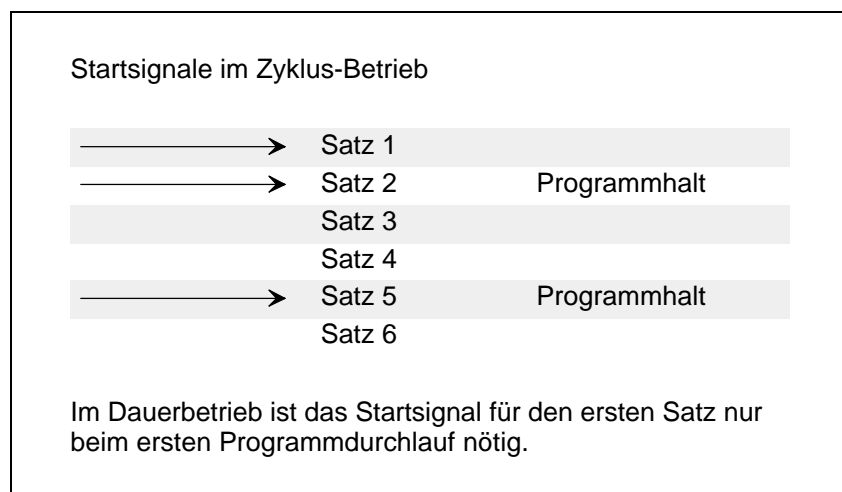 Startsignale im Zyklus-Betrieb
Satz 1
Satz 2 Programmhalt
Satz 3
Satz 4
Satz 5 Programmhalt
Satz 6
Im Dauerbetrieb ist das Startsignal für den ersten Satz nur
beim ersten Programmdurchlauf nötig.